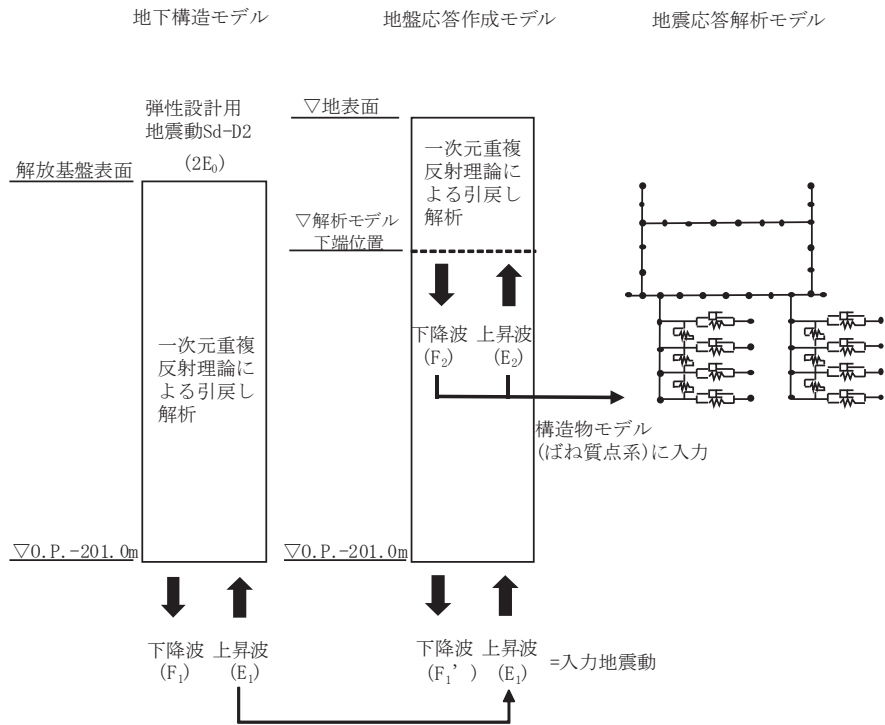 地下構造モデル
地盤応答作成モデル
地震応答解析モデル
弾性設計用
地震動Sd-D2
(2E₀)
解放基盤表面
一次元重複
反射理論に
よる引戻し
解析
▽O.P.-201.0m
下降波 上昇波
(F₁) (E₁)
▽地表面
一次元重複
反射理論に
よる引戻し
解析
▽解析モデル
下端位置
下降波 上昇波
(F₂) (E₂)
構造物モデル
(ばね質点系)に入力
▽O.P.-201.0m
下降波 上昇波
(F₁’) (E₁)
=入力地震動